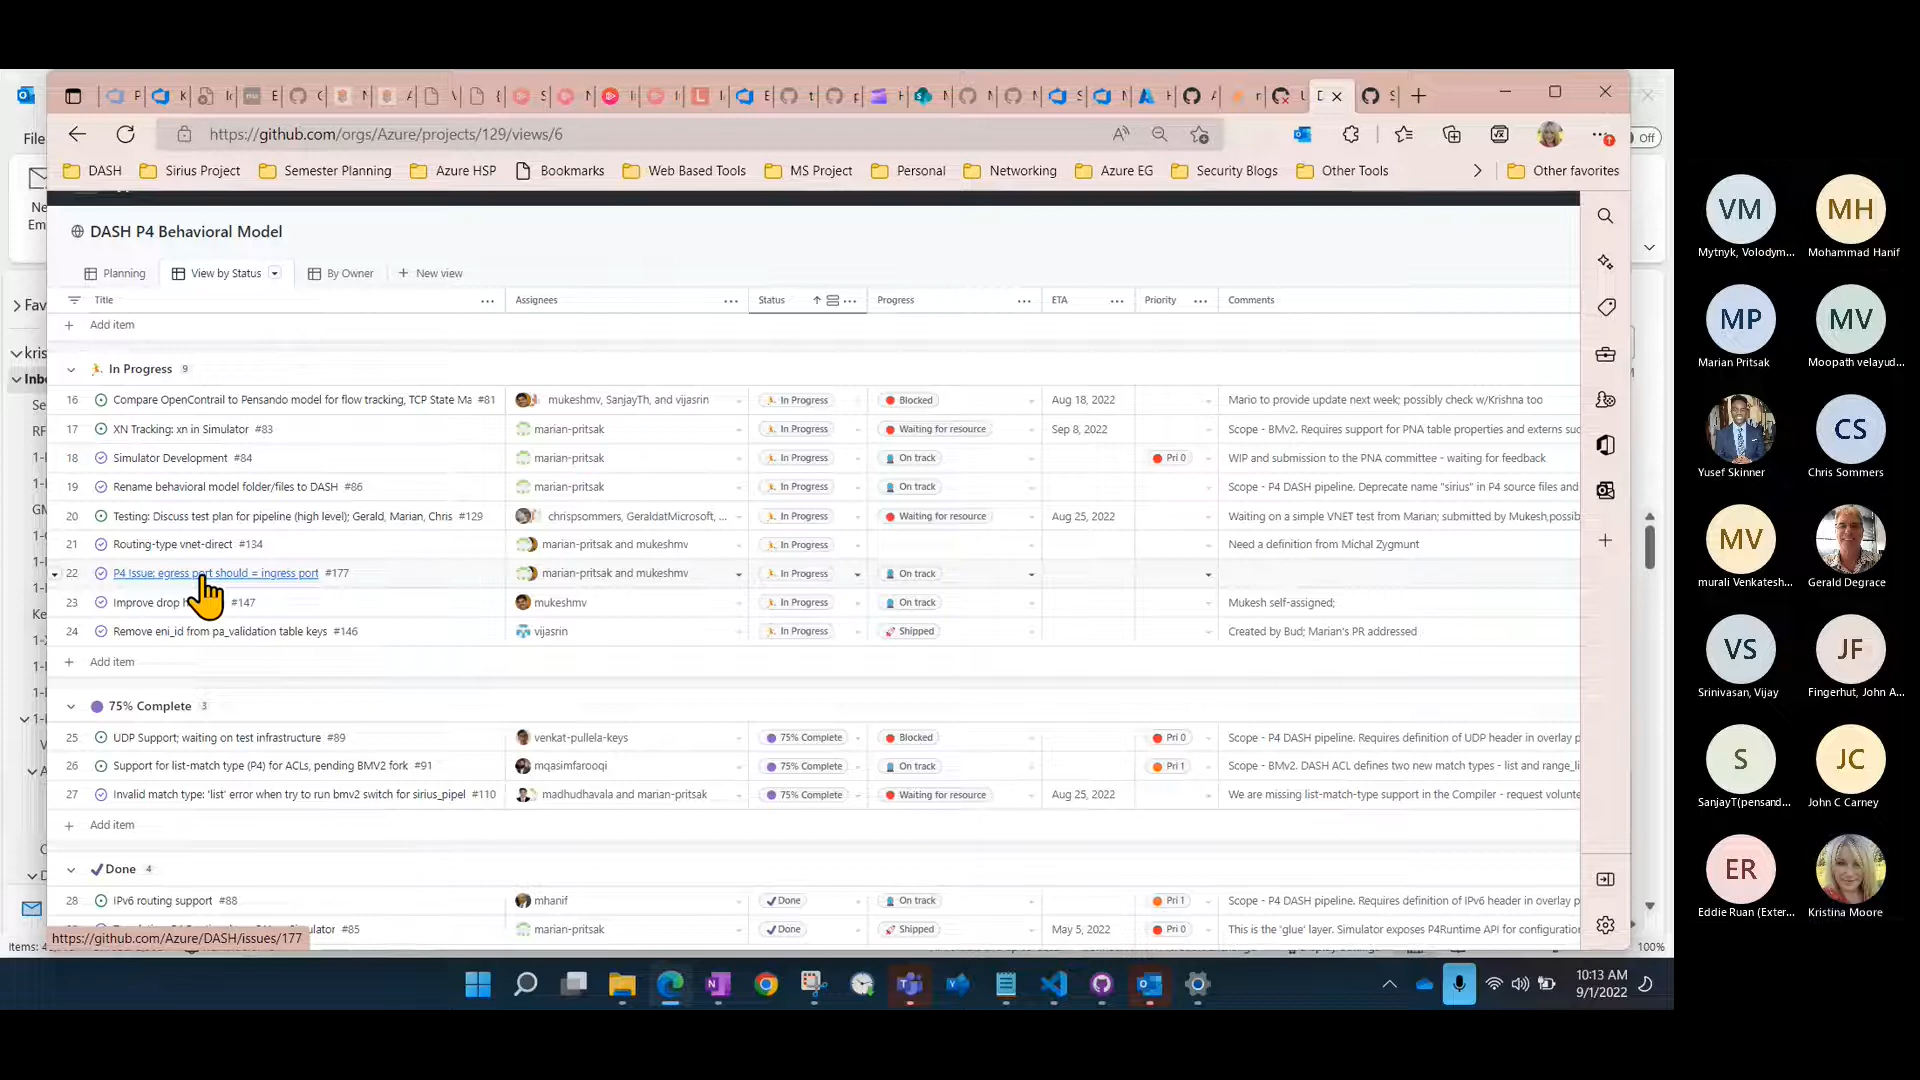 https://github.com/orgs/Azure/projects/129/views/6
File
Off
DASH
Sirius Project
Semester Planning
Azure HSP
Bookmarks
Web Based Tools
MS Project
Personal
Networking
Azure EG
Security Blogs
Other Tools
Other favorites
DASH P4 Behavioral Model
Planning
View by Status
By Owner
New view
Title
Assignees
Status
Progress
ETA
Priority
Comments
Add item
In Progress 9
16 Compare OpenContrail to Pensando model for flow tracking, TCP State Ma #81 mukeshmv, SanjayTh, and vijasrin In Progress Blocked Aug 18, 2022 Mario to provide update next week; possibly check w/Krishna too
17 XN Tracking: xn in Simulator #83 marian-pritsak In Progress Waiting for resource Sep 8, 2022 Scope - BMv2. Requires support for PNA table properties and externs suc
18 Simulator Development #84 marian-pritsak In Progress On track Pri 0 WIP and submission to the PNA committee - waiting for feedback
19 Rename behavioral model folder/files to DASH #86 marian-pritsak In Progress On track Scope - P4 DASH pipeline. Deprecate name "sirius" in P4 source files and
20 Testing: Discuss test plan for pipeline (high level); Gerald, Marian, Chris #129 chrispsommers, GeraldatMicrosoft, ... In Progress Waiting for resource Aug 25, 2022 Waiting on a simple VNET test from Marian; submitted by Mukesh,possib
21 Routing-type vnet-direct #134 marian-pritsak and mukeshmv In Progress Need a definition from Michal Zygmunt
22 P4 Issue: egress port should = ingress port #177 marian-pritsak and mukeshmv In Progress On track
23 Improve drop #147 mukeshmv In Progress On track Mukesh self-assigned;
24 Remove eni_id from pa_validation table keys #146 vijasrin In Progress Shipped Created by Bud; Marian's PR addressed
Add item
75% Complete 3
25 UDP Support; waiting on test infrastructure #89 venkat-pullela-keys 75% Complete Blocked Pri 0 Scope - P4 DASH pipeline. Requires definition of UDP header in overlay p
26 Support for list-match type (P4) for ACLs, pending BMV2 fork #91 mqasimfarooqi 75% Complete On track Pri 1 Scope - BMv2. DASH ACL defines two new match types - list and range_li
27 Invalid match type: 'list' error when try to run bmv2 switch for sirius_pipel #110 madhudhavala and marian-pritsak 75% Complete Waiting for resource Aug 25, 2022 We are missing list-match-type support in the Compiler - request volunte
Add item
Done 4
28 IPv6 routing support #88 mhanif Done On track Pri 1 Scope - P4 DASH pipeline. Requires definition of IPv6 header in overlay p
#85 marian-pritsak Done Shipped May 5, 2022 Pri 0 This is the 'glue' layer. Simulator exposes P4Runtime API for configuration
https://github.com/Azure/DASH/issues/177
100%
10:13 AM
9/1/2022
VM
Mytnyk, Volodym...
MH
Mohammad Hanif
MP
Marian Pritsak
MV
Moopath velayud...
Yusef Skinner
CS
Chris Sommers
MV
murali Venkatesh...
Gerald Degrace
VS
Srinivasan, Vijay
JF
Fingerhut, John A...
S
SanjayT(pensand...
JC
John C Carney
ER
Eddie Ruan (Exter...
Kristina Moore